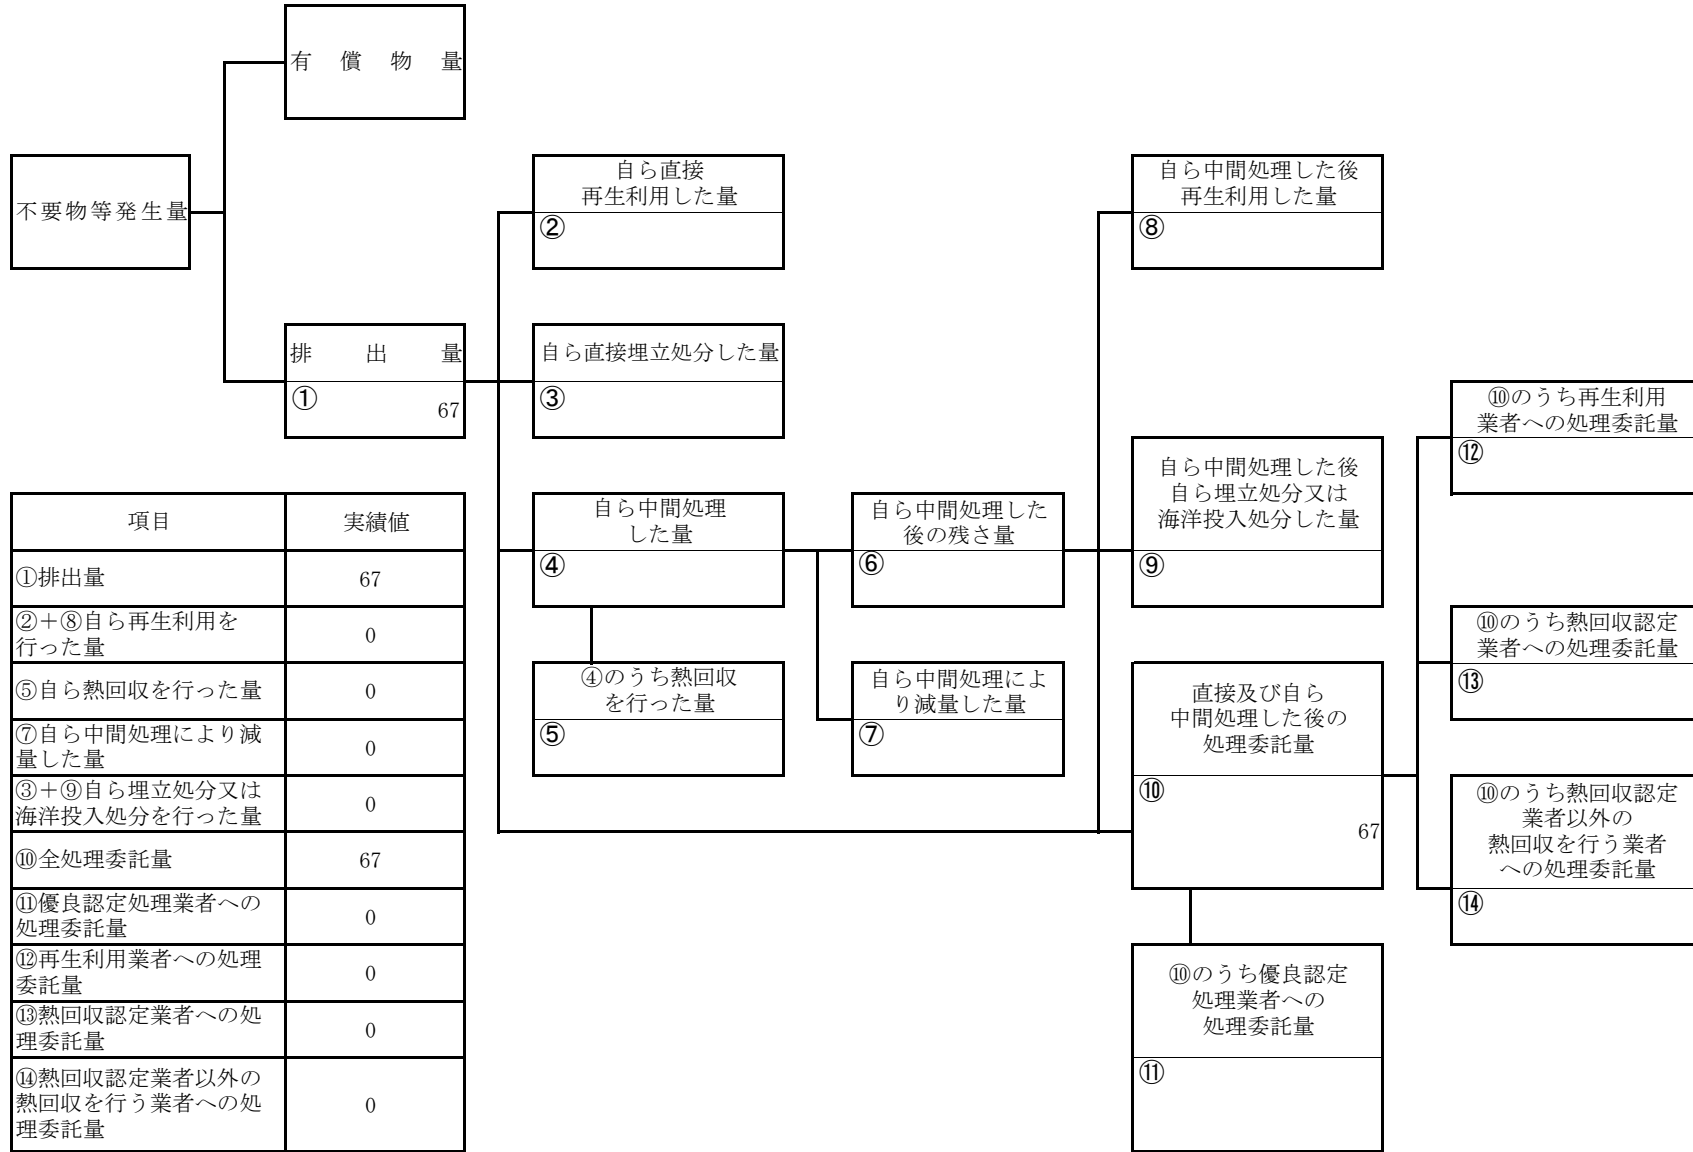 有償物量
不要物等発生量
自ら直接
再生利用した量
②
自ら中間処理した後
再生利用した量
⑧
排出量
①
67
自ら直接埋立処分した量
③
⑩のうち再生利用
業者への処理委託量
⑫
自ら中間処理
した量
④
自ら中間処理した
後の残さ量
⑥
自ら中間処理した後
自ら埋立処分又は
海洋投入処分した量
⑨
⑩のうち熱回収認定
業者への処理委託量
⑬
④のうち熱回収
を行った量
⑤
自ら中間処理によ
り減量した量
⑦
直接及び自ら
中間処理した後の
処理委託量
⑩
67
⑩のうち熱回収認定
業者以外の
熱回収を行う業者
への処理委託量
⑭
⑩のうち優良認定
処理業者への
処理委託量
⑪
項目 実績値
①排出量 67
②＋⑧自ら再生利用を
行った量 0
⑤自ら熱回収を行った量 0
⑦自ら中間処理により減
量した量 0
③＋⑨自ら埋立処分又は
海洋投入処分を行った量 0
⑩全処理委託量 67
⑪優良認定処理業者への
処理委託量 0
⑫再生利用業者への処理
委託量 0
⑬熱回収認定業者への処
理委託量 0
⑭熱回収認定業者以外の
熱回収を行う業者への処
理委託量 0